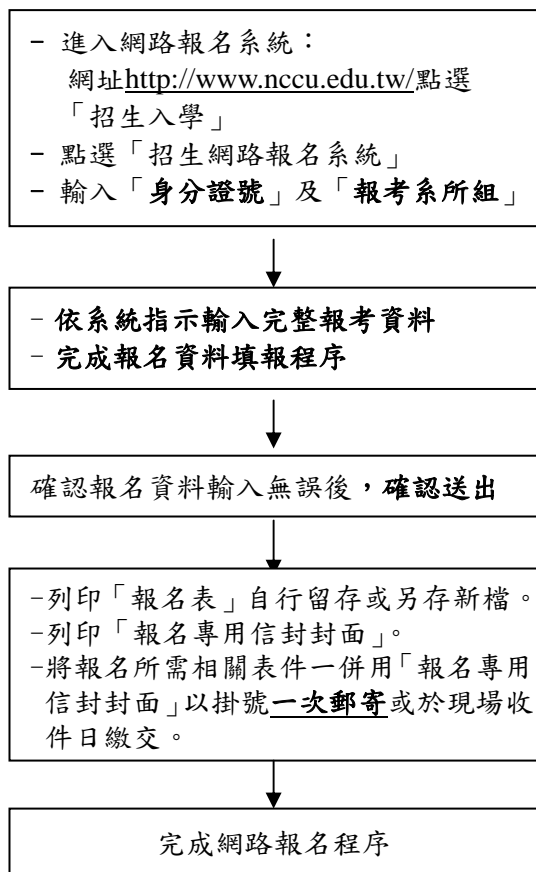 – 進入網路報名系統：
網址http://www.nccu.edu.tw/點選
「招生入學」
– 點選「招生網路報名系統」
– 輸入「身分證號」及「報考系所組」
– 依系統指示輸入完整報考資料
– 完成報名資料填報程序
確認報名資料輸入無誤後，確認送出
–列印「報名表」自行留存或另存新檔。
–列印「報名專用信封封面」。
–將報名所需相關表件一併用「報名專用
信封封面」以掛號一次郵寄或於現場收
件日繳交。
完成網路報名程序